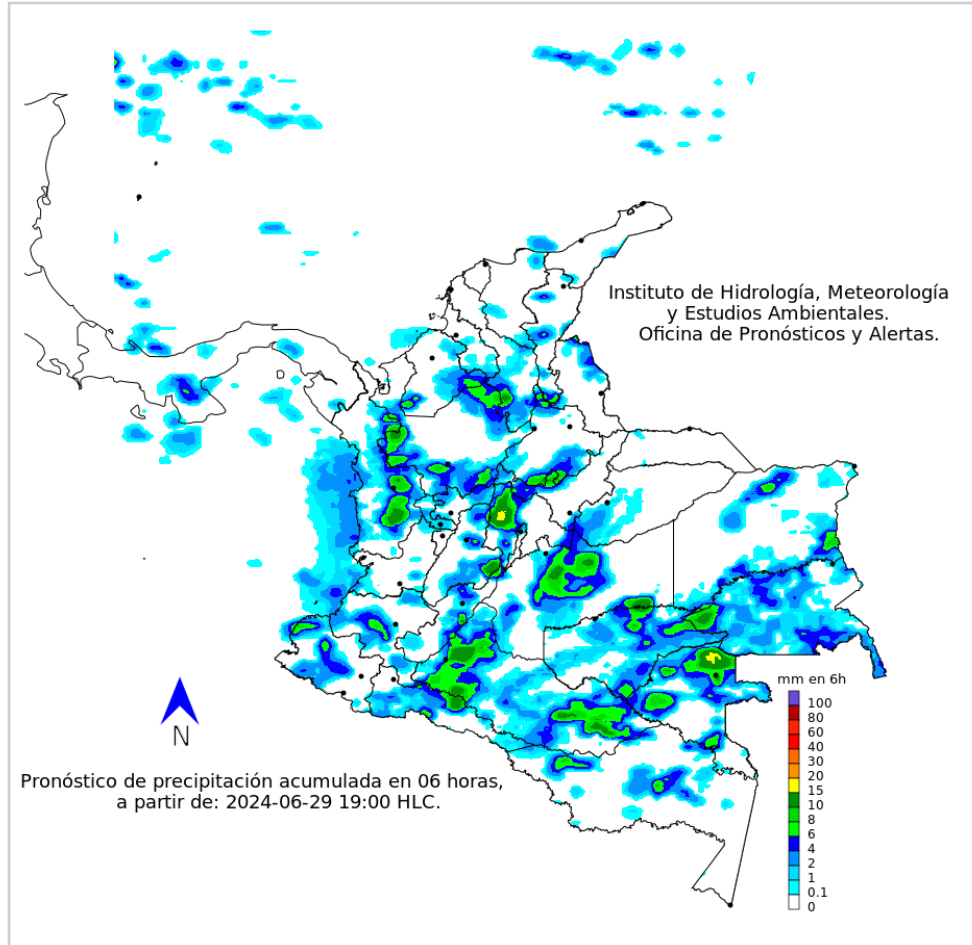 Instituto de Hidrología, Meteorología
y Estudios Ambientales.
Oficina de Pronósticos y Alertas.
mm en 6h
100
80
60
40
30
20
15
10
8
6
4
2
1
0.1
0
N
Pronóstico de precipitación acumulada en 06 horas,
a partir de: 2024-06-29 19:00 HLC.